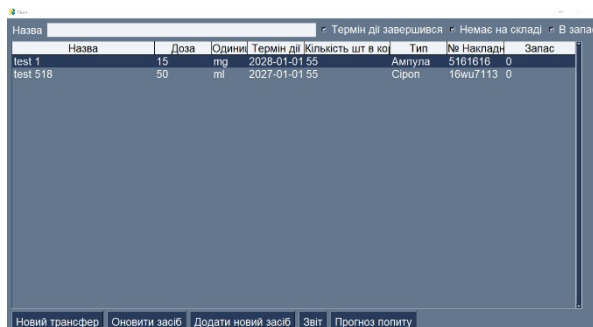 Назва Термін дії завершився Немає на складі В запа
Назва Доза Одиниц Термін дії Кількість шт в кор Тип № Накладн Запас
test 1 15 mg 2028-01-01 55 Ампула 5161616 0
test 518 50 ml 2027-01-01 55 Сіроп 16wu7113 0
Новий трансфер Оновити засіб Додати новий засіб Звіт Прогноз попиту